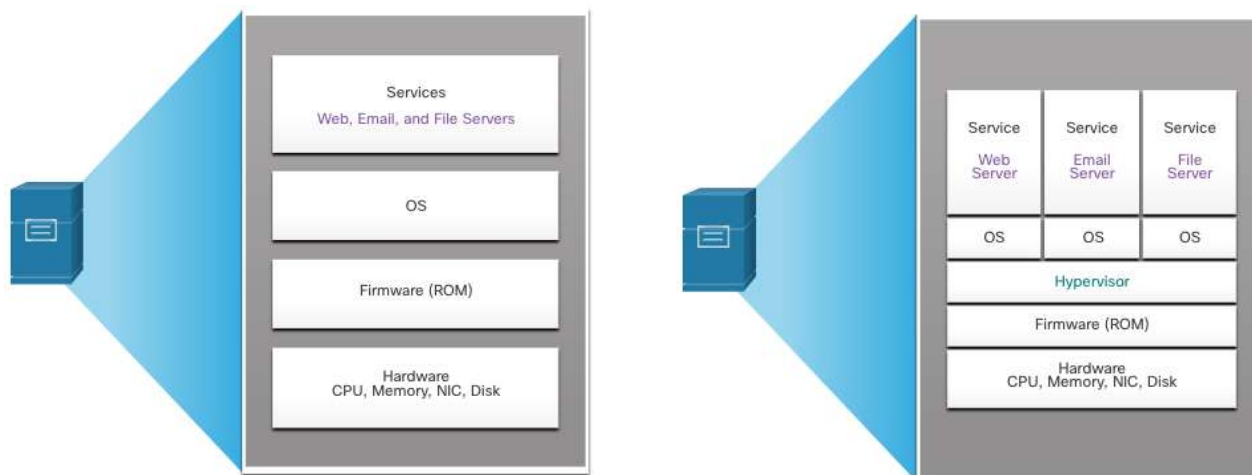 Services
Web, Email, and File Servers
OS
Firmware (ROM)
Hardware
CPU, Memory, NIC, Disk
Service
Web
Server
Service
Email
Server
Service
File
Server
OS
OS
OS
Hypervisor
Firmware (ROM)
Hardware
CPU, Memory, NIC, Disk